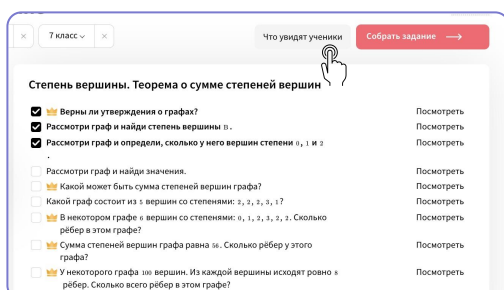 7 класс
Что увидят ученики
Собрать задание
Степень вершины. Теорема о сумме степеней вершин
Верны ли утверждения о графах? Посмотреть
Рассмотри граф и найди степень вершины B. Посмотреть
Рассмотри граф и определи, сколько у него вершин степени 0, 1 и 2 Посмотреть
.
Рассмотри граф и найди значения. Посмотреть
Какой может быть сумма степеней вершин графа? Посмотреть
Какой граф состоит из 5 вершин со степенями: 2, 2, 2, 3, 1? Посмотреть
В некотором графе 6 вершин со степенями: 0, 1, 2, 3, 2, 2. Сколько Посмотреть
рёбер в этом графе?
Сумма степеней вершин графа равна 56. Сколько рёбер у этого Посмотреть
графа?
У некоторого графа 100 вершин. Из каждой вершины исходят ровно 8 Посмотреть
рёбер. Сколько всего рёбер в этом графе?